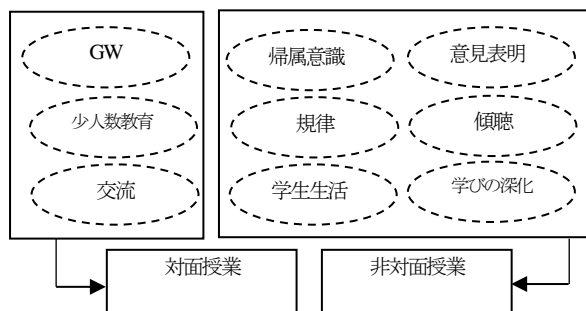 GW
少人数教育
交流
帰属意識
意見表明
規律
傾聴
学生生活
学びの深化
対面授業
非対面授業